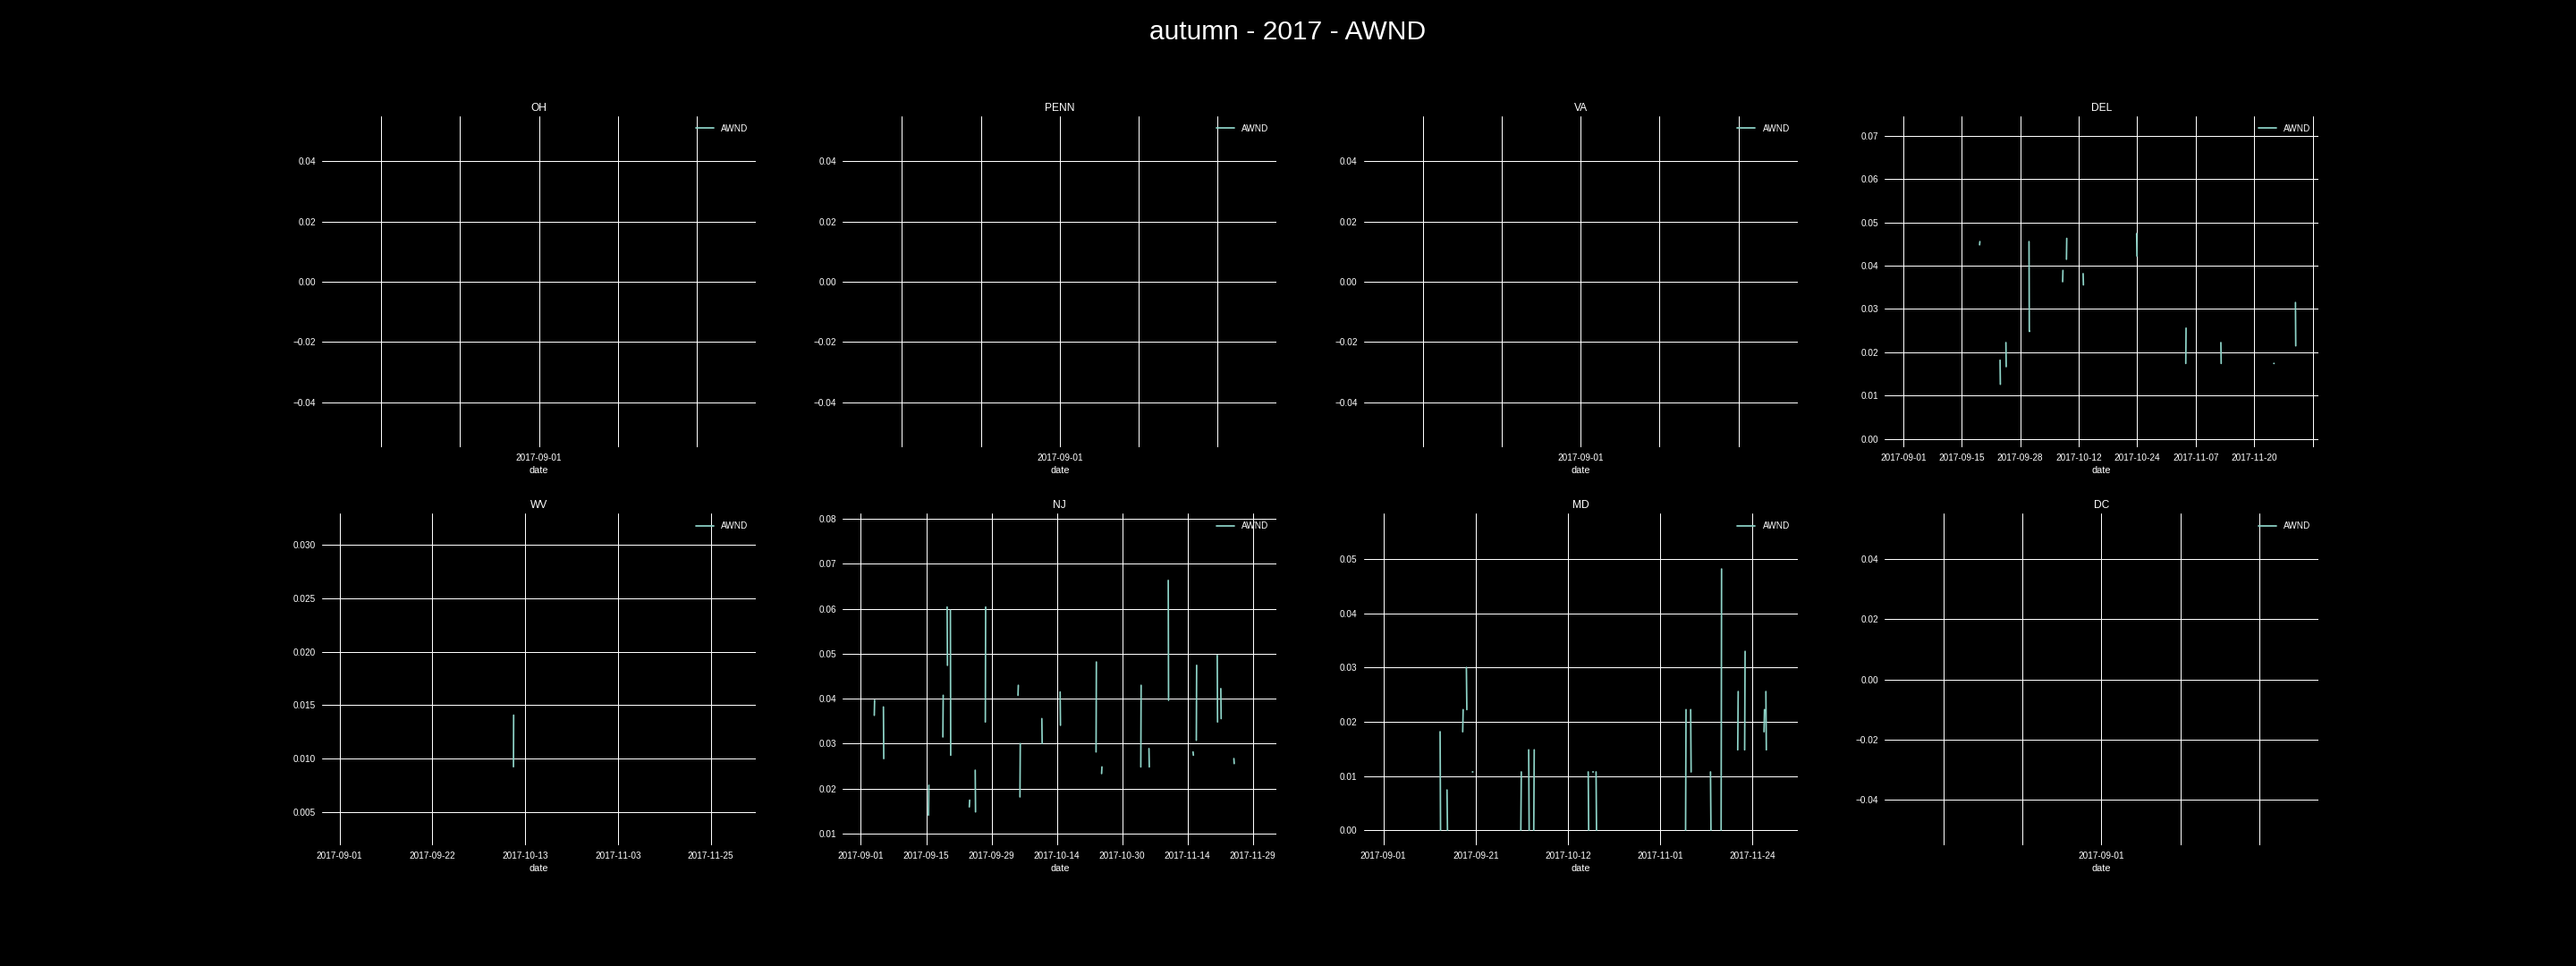 autumn - 2017 - AWND
OH
AWND
0.04
0.02
0.00
−0.02
−0.04
2017-09-01
date
PENN
AWND
0.04
0.02
0.00
−0.02
−0.04
2017-09-01
date
VA
AWND
0.04
0.02
0.00
−0.02
−0.04
2017-09-01
date
DEL
AWND
0.07
0.06
0.05
0.04
0.03
0.02
0.01
0.00
2017-09-01 2017-09-15 2017-09-28 2017-10-12 2017-10-24 2017-11-07 2017-11-20
date
WV
AWND
0.030
0.025
0.020
0.015
0.010
0.005
2017-09-01 2017-09-22 2017-10-13 2017-11-03 2017-11-25
date
NJ
AWND
0.08
0.07
0.06
0.05
0.04
0.03
0.02
0.01
2017-09-01 2017-09-15 2017-09-29 2017-10-14 2017-10-30 2017-11-14 2017-11-29
date
MD
AWND
0.05
0.04
0.03
0.02
0.01
0.00
2017-09-01 2017-09-21 2017-10-12 2017-11-01 2017-11-24
date
DC
AWND
0.04
0.02
0.00
−0.02
−0.04
2017-09-01
date